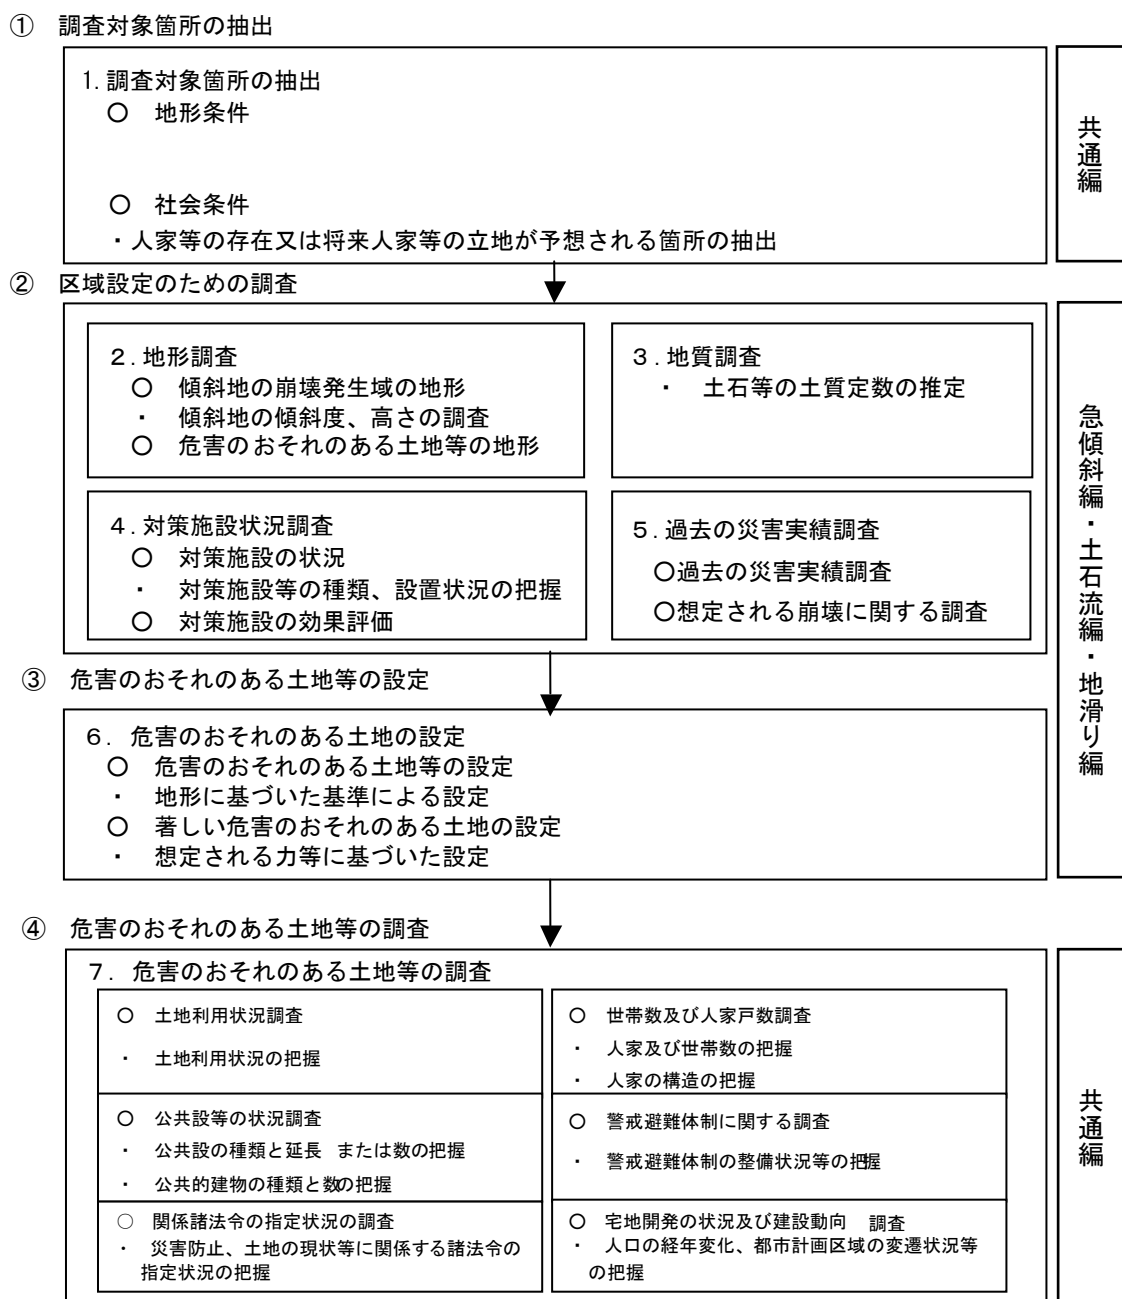 ① 調査対象箇所の抽出
1. 調査対象箇所の抽出
○ 地形条件
○ 社会条件
・人家等の存在又は将来人家等の立地が予想される箇所の抽出
共通編
② 区域設定のための調査
2．地形調査
○ 傾斜地の崩壊発生域の地形
・ 傾斜地の傾斜度、高さの調査
○ 危害のおそれのある土地等の地形
3．地質調査
・ 土石等の土質定数の推定
4．対策施設状況調査
○ 対策施設の状況
・ 対策施設等の種類、設置状況の把握
○ 対策施設の効果評価
5．過去の災害実績調査
○過去の災害実績調査
○想定される崩壊に関する調査
急傾斜編・土石流編・地滑り編
③ 危害のおそれのある土地等の設定
6． 危害のおそれのある土地の設定
○ 危害のおそれのある土地等の設定
・ 地形に基づいた基準による設定
○ 著しい危害のおそれのある土地の設定
・ 想定される力等に基づいた設定
④ 危害のおそれのある土地等の調査
7． 危害のおそれのある土地等の調査
○ 土地利用状況調査
・ 土地利用状況の把握
○ 世帯数及び人家戸数調査
・ 人家及び世帯数の把握
・ 人家の構造の把握
○ 公共設等の状況調査
・ 公共設の種類と延長 または数の把握
・ 公共的建物の種類と数の把握
○ 警戒避難体制に関する調査
・ 警戒避難体制の整備状況等の把握
○ 関係諸法令の指定状況の調査
・ 災害防止、土地の現状等に関係する諸法令の
指定状況の把握
○ 宅地開発の状況及び建設動向 調査
・ 人口の経年変化、都市計画区域の変遷状況等
の把握
共通編